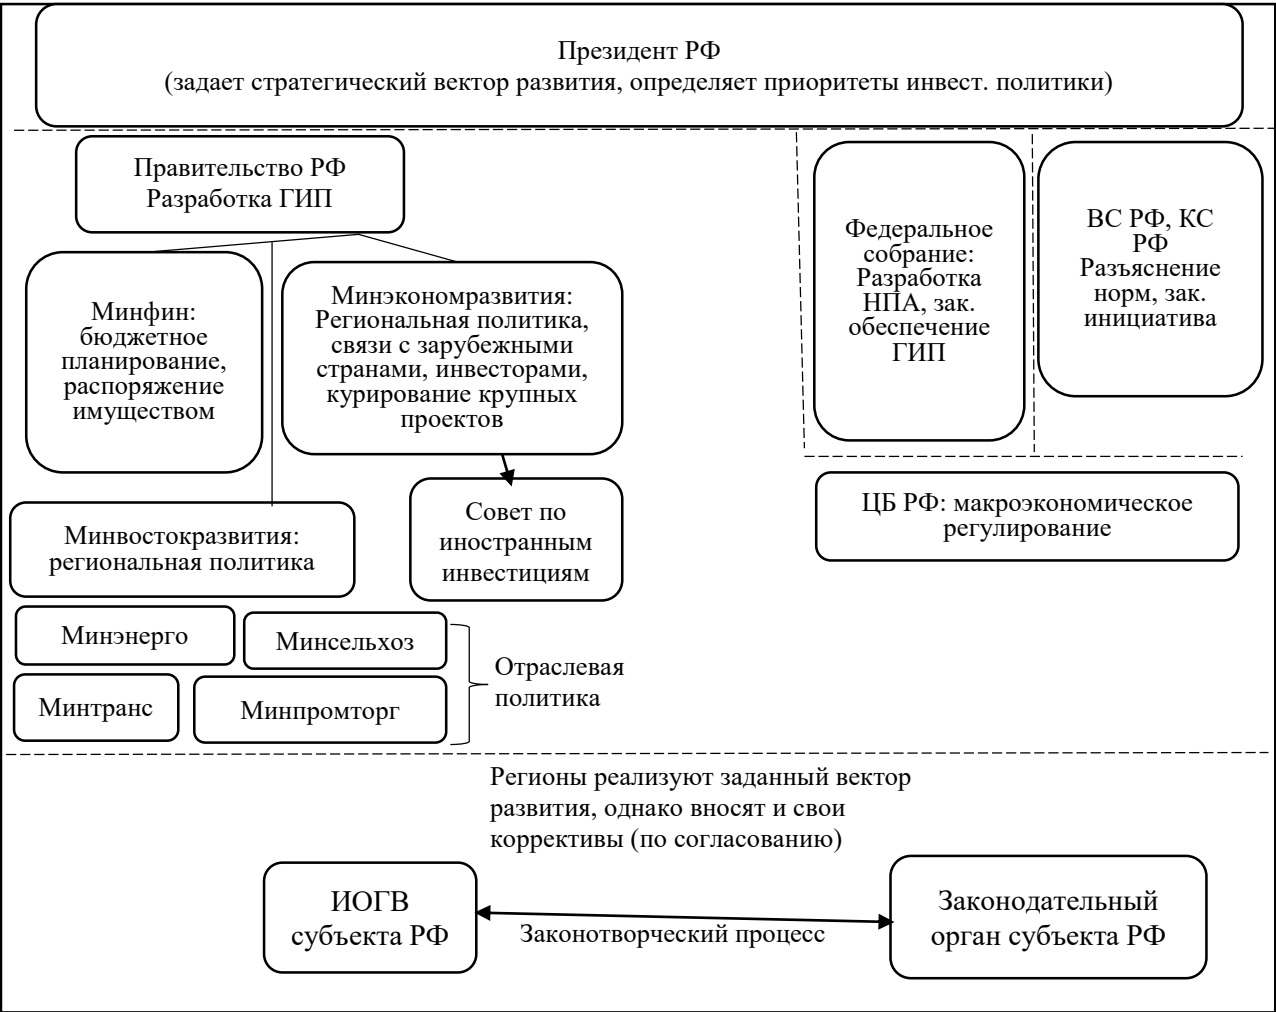 Президент РФ
(задает стратегический вектор развития, определяет приоритеты инвест. политики)
Правительство РФ
Разработка ГИП
Минфин:
бюджетное
планирование,
распоряжение
имуществом
Минэкономразвития:
Региональная политика,
связи с зарубежными
странами, инвесторами,
курирование крупных
проектов
Федеральное
собрание:
Разработка
НПА, зак.
обеспечение
ГИП
ВС РФ, КС
РФ
Разъяснение
норм, зак.
инициатива
Минвостокразвития:
региональная политика
Совет по
иностранным
инвестициям
ЦБ РФ: макроэкономическое
регулирование
Минэнерго
Минсельхоз
Минтранс
Минпромторг
Отраслевая
политика
Регионы реализуют заданный вектор
развития, однако вносят и свои
коррективы (по согласованию)
ИОГВ
субъекта РФ
Законотворческий процесс
Законодательный
орган субъекта РФ